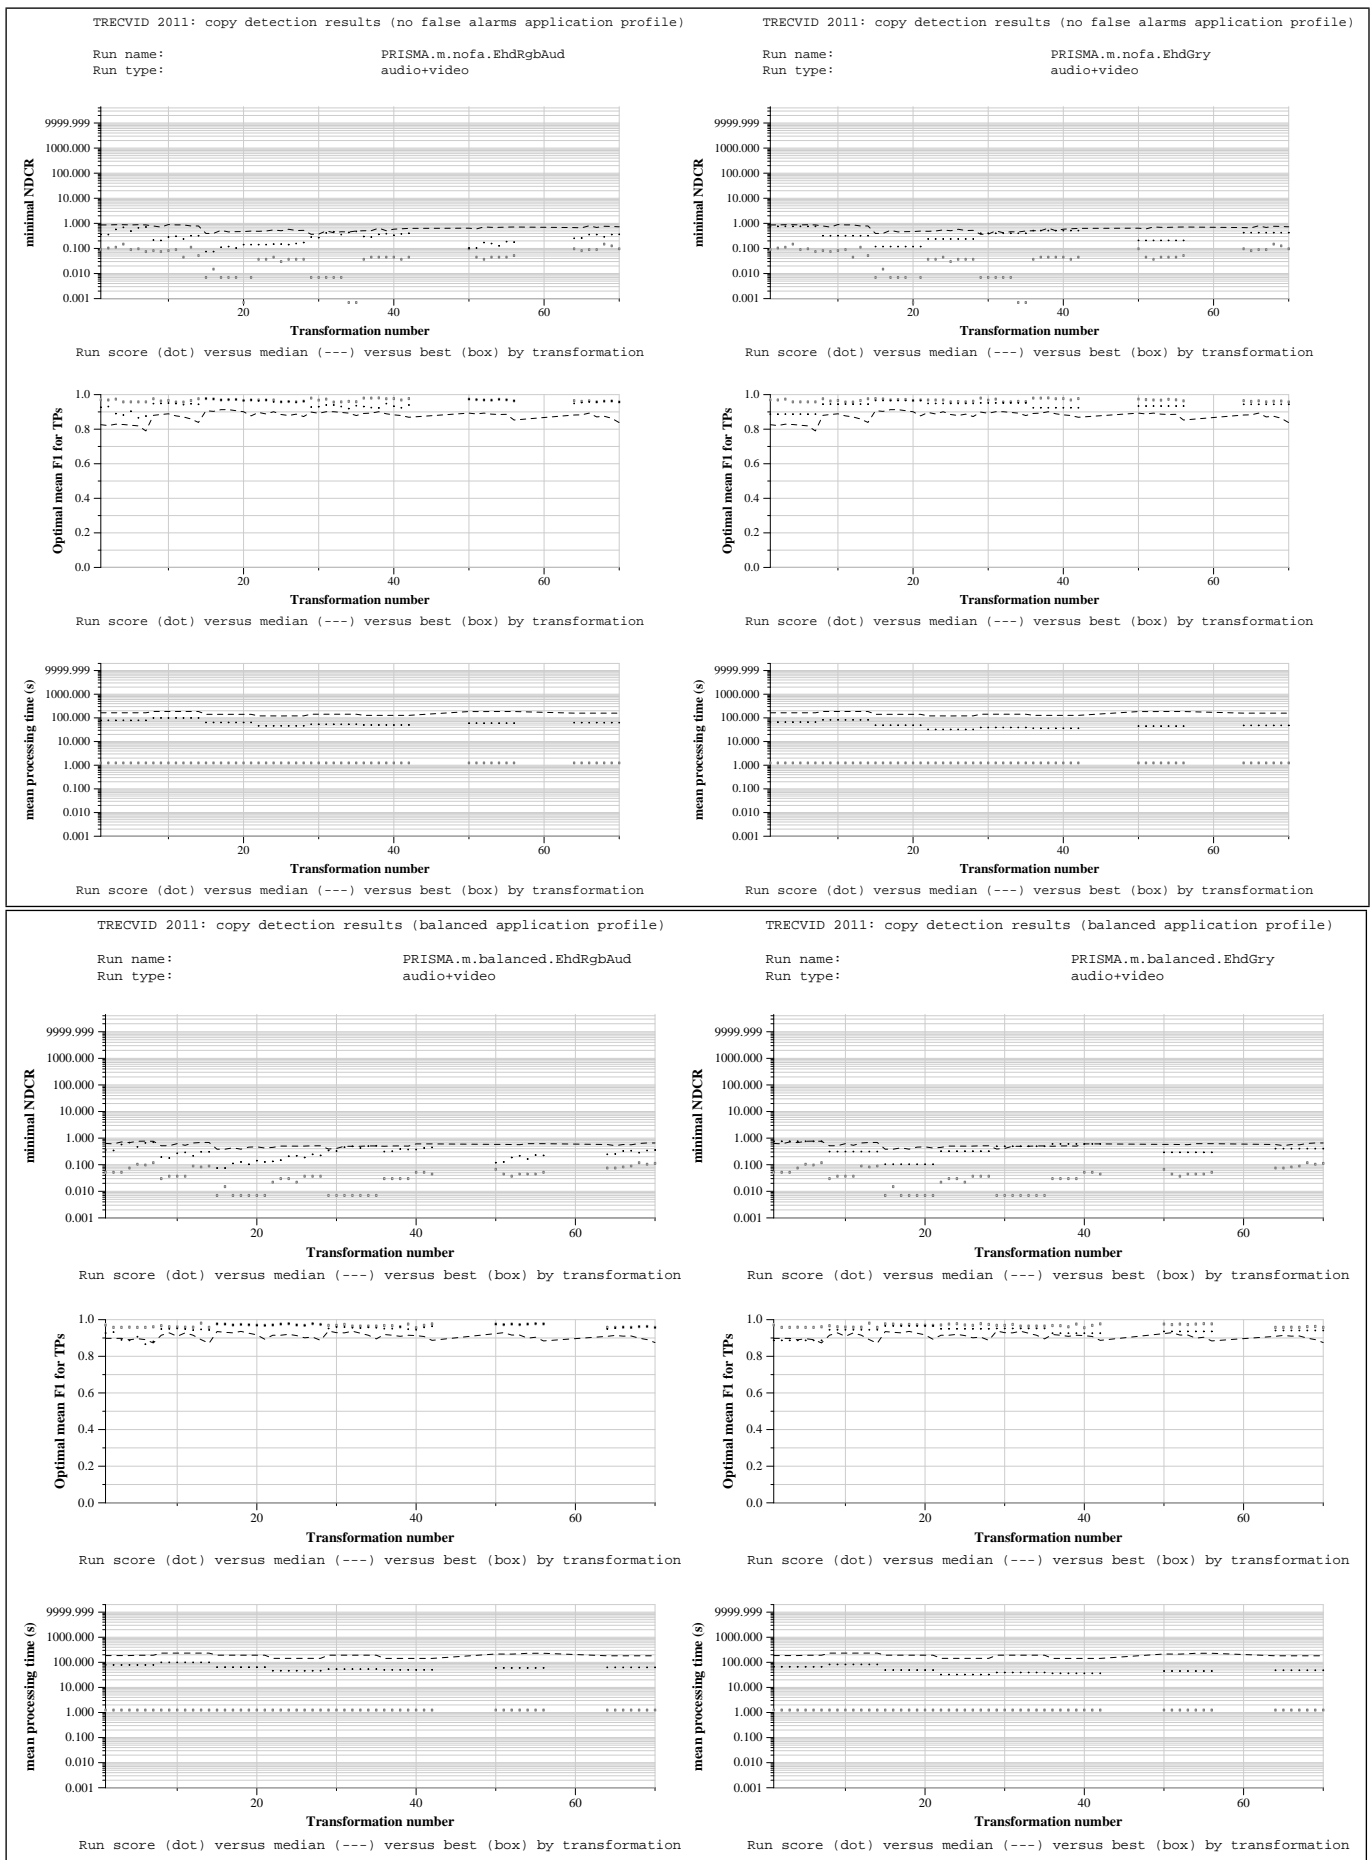 TRECVID 2011: copy detection results (no false alarms application profile)
Run name: PRISMA.m.nofa.EhdRgbAud
Run type: audio+video
minimal NDCR
9999.999
1000.000
100.000
10.000
1.000
0.100
0.010
0.001
20 40 60
Transformation number
Run score (dot) versus median (---) versus best (box) by transformation
Optimal mean F1 for TPs
1.0
0.8
0.6
0.4
0.2
0.0
20 40 60
Transformation number
Run score (dot) versus median (---) versus best (box) by transformation
mean processing time (s)
9999.999
1000.000
100.000
10.000
1.000
0.100
0.010
0.001
20 40 60
Transformation number
Run score (dot) versus median (---) versus best (box) by transformation
TRECVID 2011: copy detection results (no false alarms application profile)
Run name: PRISMA.m.nofa.EhdGry
Run type: audio+video
minimal NDCR
9999.999
1000.000
100.000
10.000
1.000
0.100
0.010
0.001
20 40 60
Transformation number
Run score (dot) versus median (---) versus best (box) by transformation
Optimal mean F1 for TPs
1.0
0.8
0.6
0.4
0.2
0.0
20 40 60
Transformation number
Run score (dot) versus median (---) versus best (box) by transformation
mean processing time (s)
9999.999
1000.000
100.000
10.000
1.000
0.100
0.010
0.001
20 40 60
Transformation number
Run score (dot) versus median (---) versus best (box) by transformation
TRECVID 2011: copy detection results (balanced application profile)
Run name: PRISMA.m.balanced.EhdRgbAud
Run type: audio+video
minimal NDCR
9999.999
1000.000
100.000
10.000
1.000
0.100
0.010
0.001
20 40 60
Transformation number
Run score (dot) versus median (---) versus best (box) by transformation
Optimal mean F1 for TPs
1.0
0.8
0.6
0.4
0.2
0.0
20 40 60
Transformation number
Run score (dot) versus median (---) versus best (box) by transformation
mean processing time (s)
9999.999
1000.000
100.000
10.000
1.000
0.100
0.010
0.001
20 40 60
Transformation number
Run score (dot) versus median (---) versus best (box) by transformation
TRECVID 2011: copy detection results (balanced application profile)
Run name: PRISMA.m.balanced.EhdGry
Run type: audio+video
minimal NDCR
9999.999
1000.000
100.000
10.000
1.000
0.100
0.010
0.001
20 40 60
Transformation number
Run score (dot) versus median (---) versus best (box) by transformation
Optimal mean F1 for TPs
1.0
0.8
0.6
0.4
0.2
0.0
20 40 60
Transformation number
Run score (dot) versus median (---) versus best (box) by transformation
mean processing time (s)
9999.999
1000.000
100.000
10.000
1.000
0.100
0.010
0.001
20 40 60
Transformation number
Run score (dot) versus median (---) versus best (box) by transformation